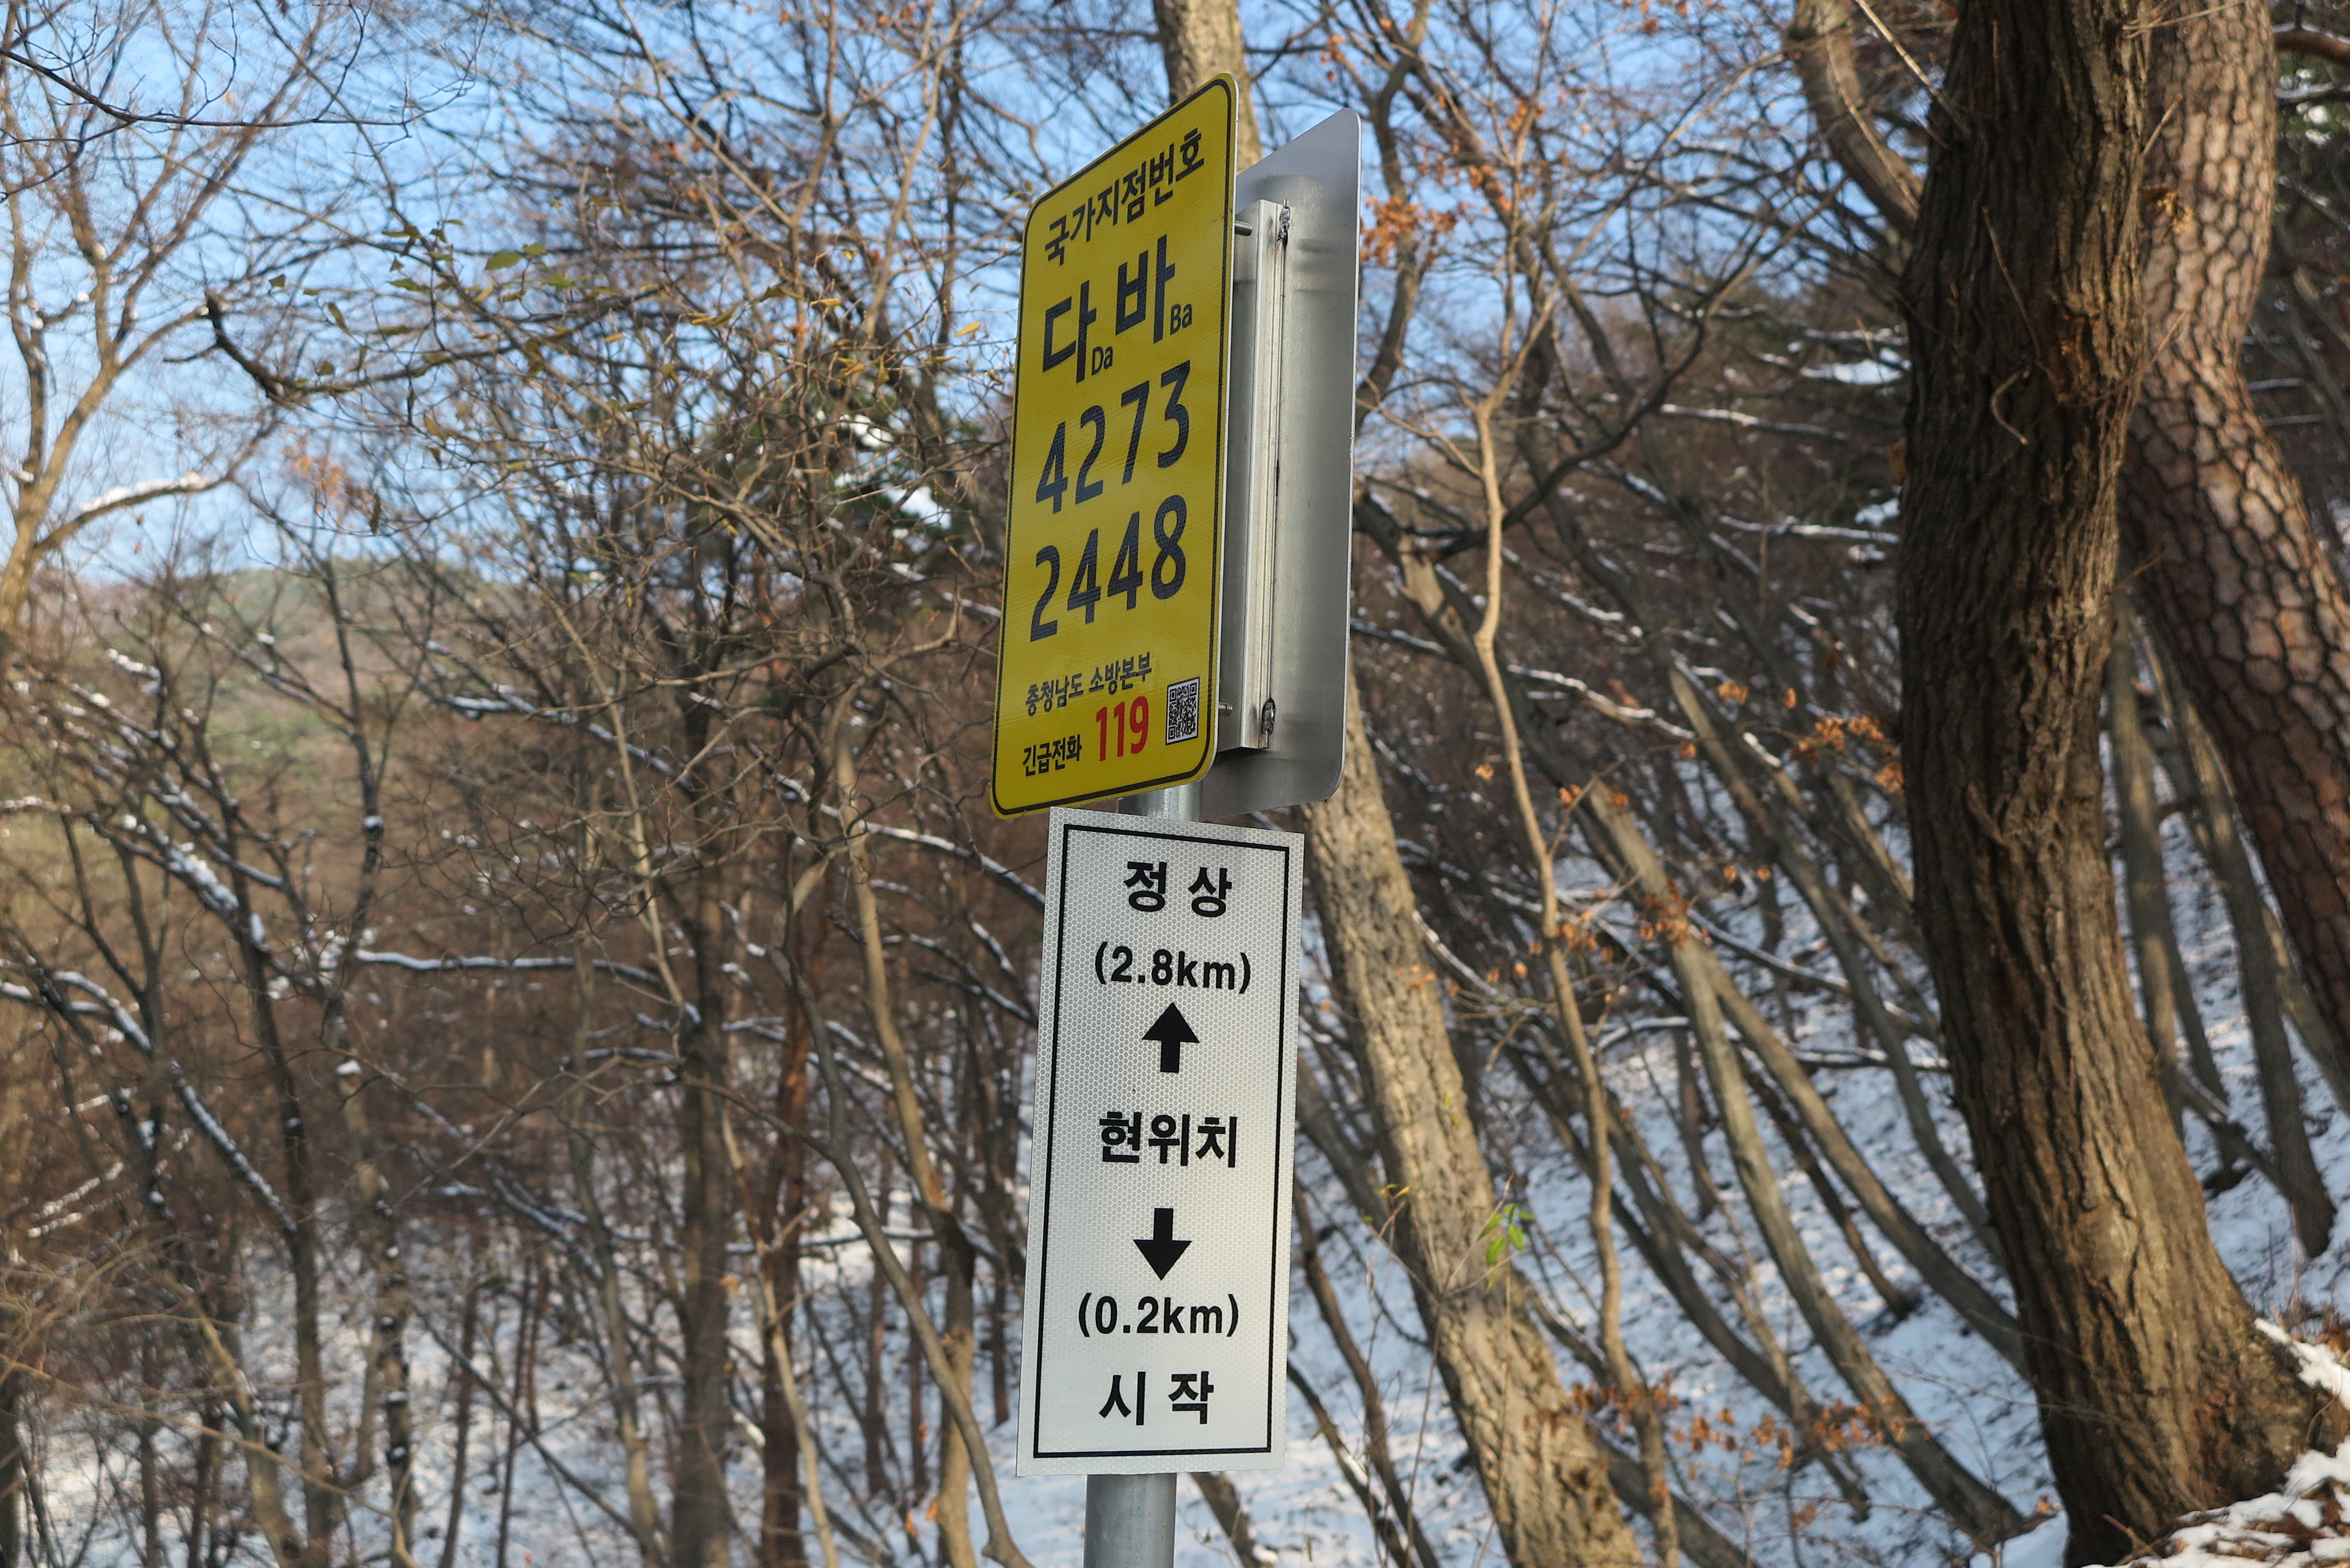 국가지점번호
다Da 바Ba
4273
2448
충청남도 소방본부
긴급전화 119
정상
(2.8km)
현위치
(0.2km)
시작